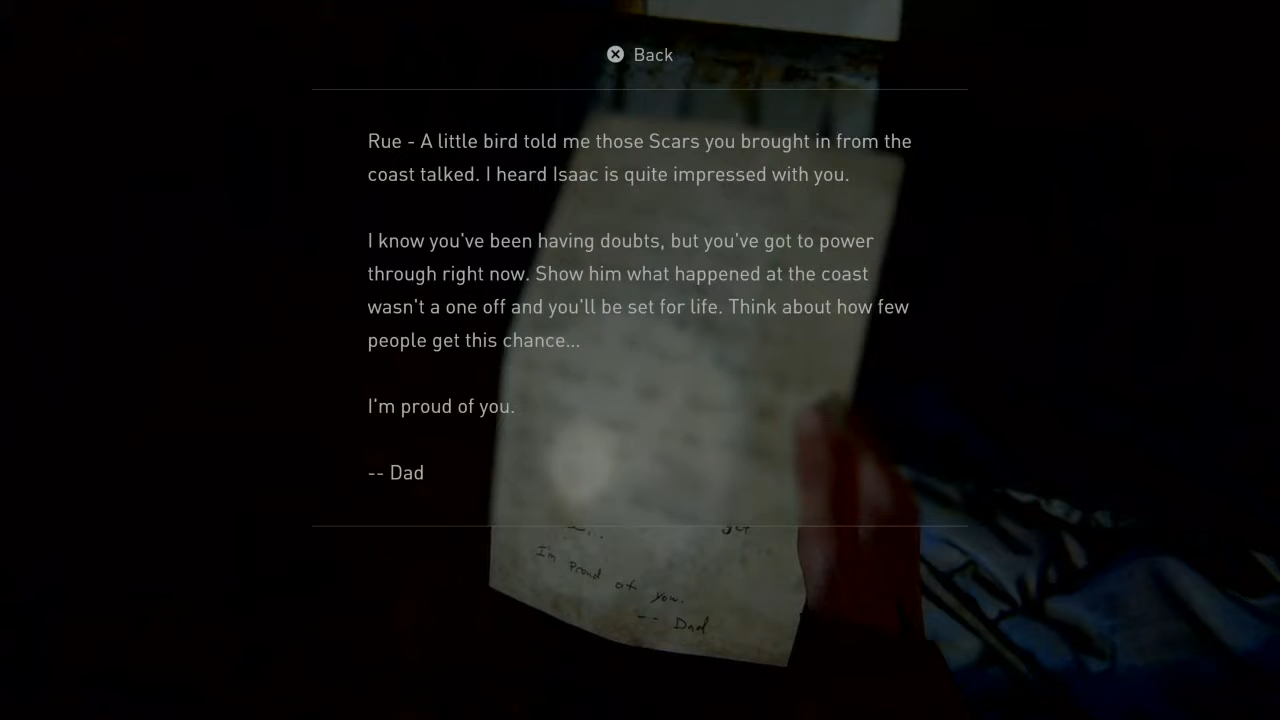 Back
Rue - A little bird told me those Scars you brought in from the
coast talked. I heard Isaac is quite impressed with you.
I know you've been having doubts, but you've got to power
through right now. Show him what happened at the coast
wasn't a one off and you'll be set for life. Think about how few
people get this chance...
I'm proud of you.
-- Dad
get
I'm proud of you.
-- Dad